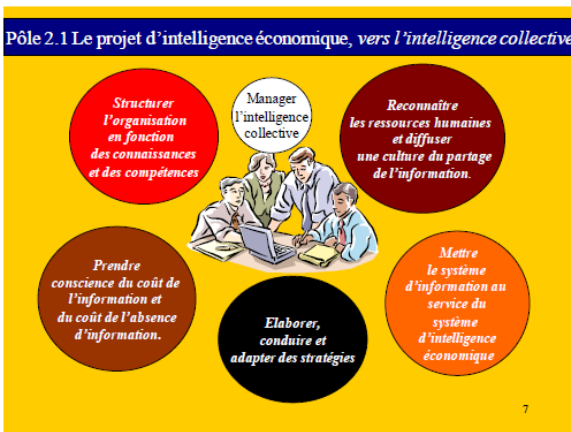 Pôle 2.1 Le projet d'intelligence économique, vers l'intelligence collective
Structurer
l'organisation
en fonction
des connaissances
et des compétences
Manager
l'intelligence
collective
Reconnaître
les ressources humaines
et diffuser
une culture du partage
de l'information.
Prendre
conscience du coût de
l'information et
du coût de l'absence
d'information.
Elaborer,
conduire et
adapter des stratégies
Mettre
le système
d'information au
service du
système
d'intelligence
économique
7